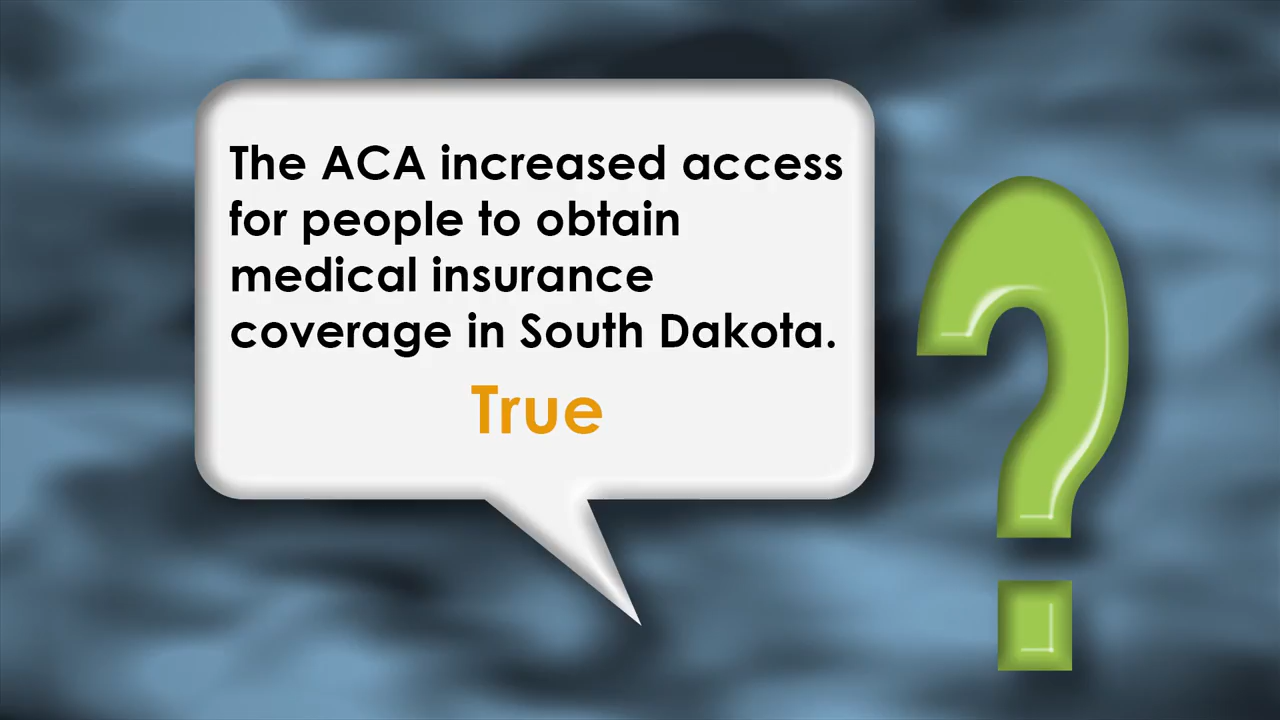 The ACA increased access
for people to obtain
medical insurance
coverage in South Dakota.
True
?